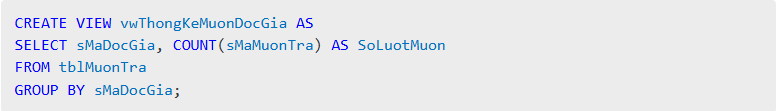 CREATE VIEW vwThongKeMuonDocGia AS
SELECT sMaDocGia, COUNT(sMaMuonTra) AS SoLuotMuon
FROM tblMuonTra
GROUP BY sMaDocGia;